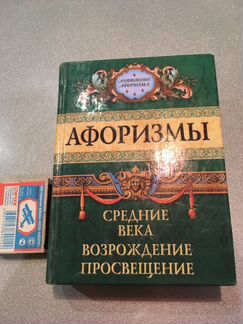 АНТОЛОГИЯ
АФОРИЗМА
АФОРИЗМЫ
СРЕДНИЕ
ВЕКА
ВОЗРОЖДЕНИЕ
ПРОСВЕЩЕНИЕ